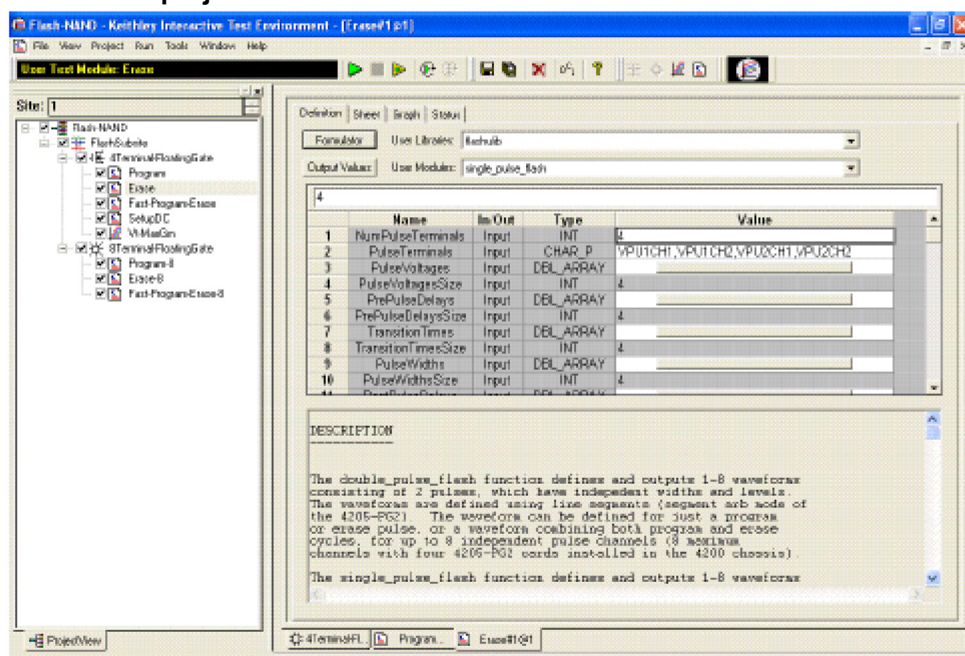 Flash-NAND - Keithley Interactive Test Environment - [Erase#1@1]
File View Project Run Tools Window Help
User Test Module: Erase
Site: 1
Flash-NAND
FlashSubsite
4TerminalFloatingGate
Program
Erase
Fast-Program-Erase
SetupDC
Vt-MaxGm
8TerminalFloatingGate
Program-8
Erase-8
Fast-Program-Erase-8
ProjectView
Definition Sheet Graph Status
Formulator User Libraries: flashulib
Output Values User Modules: single_pulse_flash
4
Name In/Out Type Value
1 NumPulseTerminals Input INT 4
2 PulseTerminals Input CHAR_P VPU1CH1,VPU1CH2,VPU2CH1,VPU2CH2
3 PulseVoltages Input DBL_ARRAY
4 PulseVoltagesSize Input INT 4
5 PrePulseDelays Input DBL_ARRAY
6 PrePulseDelaysSize Input INT 4
7 TransitionTimes Input DBL_ARRAY
8 TransitionTimesSize Input INT 4
9 PulseWidths Input DBL_ARRAY
10 PulseWidthsSize Input INT 4
DESCRIPTION
-----------
The double_pulse_flash function defines and outputs 1-8 waveforms
consisting of 2 pulses, which have independent widths and levels.
The waveforms are defined using line segments (segment arb mode of
the 4205-PG2). The waveform can be defined for just a program
or erase pulse, or a waveform combining both program and erase
cycles, for up to 8 independent pulse channels (8 maximum
channels with four 4205-PG2 cards installed in the 4200 chassis).
The single_pulse_flash function defines and outputs 1-8 waveforms
4TerminalFl... Program... Erase#1@1